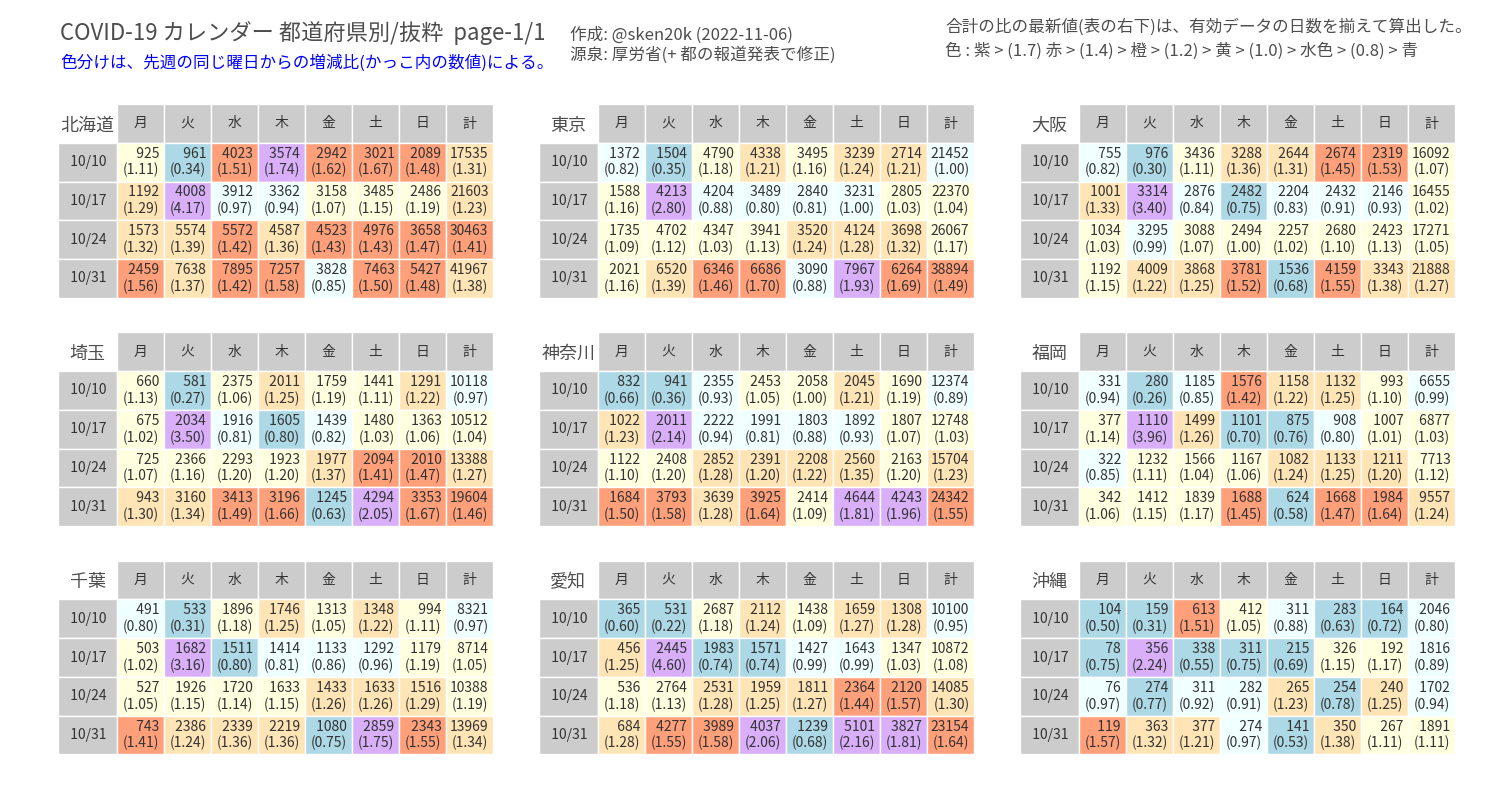 COVID-19 カレンダー 都道府県別/抜粋 page-1/1
色分けは、先週の同じ曜日からの増減比(かっこ内の数値)による。
作成: @sken20k (2022-11-06)
源泉: 厚労省(+ 都の報道発表で修正)
合計の比の最新値(表の右下)は、有効データの日数を揃えて算出した。
色 : 紫 > (1.7) 赤 > (1.4) > 橙 > (1.2) > 黄 > (1.0) > 水色 > (0.8) > 青
北海道 月 火 水 木 金 土 日 計
10/10 925 961 4023 3574 2942 3021 2089 17535
(1.11) (0.34) (1.51) (1.74) (1.62) (1.67) (1.48) (1.31)
10/17 1192 4008 3912 3362 3158 3485 2486 21603
(1.29) (4.17) (0.97) (0.94) (1.07) (1.15) (1.19) (1.23)
10/24 1573 5574 5572 4587 4523 4976 3658 30463
(1.32) (1.39) (1.42) (1.36) (1.43) (1.43) (1.47) (1.41)
10/31 2459 7638 7895 7257 3828 7463 5427 41967
(1.56) (1.37) (1.42) (1.58) (0.85) (1.50) (1.48) (1.38)
東京 月 火 水 木 金 土 日 計
10/10 1372 1504 4790 4338 3495 3239 2714 21452
(0.82) (0.35) (1.18) (1.21) (1.16) (1.24) (1.21) (1.00)
10/17 1588 4213 4204 3489 2840 3231 2805 22370
(1.16) (2.80) (0.88) (0.80) (0.81) (1.00) (1.03) (1.04)
10/24 1735 4702 4347 3941 3520 4124 3698 26067
(1.09) (1.12) (1.03) (1.13) (1.24) (1.28) (1.32) (1.17)
10/31 2021 6520 6346 6686 3090 7967 6264 38894
(1.16) (1.39) (1.46) (1.70) (0.88) (1.93) (1.69) (1.49)
大阪 月 火 水 木 金 土 日 計
10/10 755 976 3436 3288 2644 2674 2319 16092
(0.82) (0.30) (1.11) (1.36) (1.31) (1.45) (1.53) (1.07)
10/17 1001 3314 2876 2482 2204 2432 2146 16455
(1.33) (3.40) (0.84) (0.75) (0.83) (0.91) (0.93) (1.02)
10/24 1034 3295 3088 2494 2257 2680 2423 17271
(1.03) (0.99) (1.07) (1.00) (1.02) (1.10) (1.13) (1.05)
10/31 1192 4009 3868 3781 1536 4159 3343 21888
(1.15) (1.22) (1.25) (1.52) (0.68) (1.55) (1.38) (1.27)
埼玉 月 火 水 木 金 土 日 計
10/10 660 581 2375 2011 1759 1441 1291 10118
(1.13) (0.27) (1.06) (1.25) (1.19) (1.11) (1.22) (0.97)
10/17 675 2034 1916 1605 1439 1480 1363 10512
(1.02) (3.50) (0.81) (0.80) (0.82) (1.03) (1.06) (1.04)
10/24 725 2366 2293 1923 1977 2094 2010 13388
(1.07) (1.16) (1.20) (1.20) (1.37) (1.41) (1.47) (1.27)
10/31 943 3160 3413 3196 1245 4294 3353 19604
(1.30) (1.34) (1.49) (1.66) (0.63) (2.05) (1.67) (1.46)
神奈川 月 火 水 木 金 土 日 計
10/10 832 941 2355 2453 2058 2045 1690 12374
(0.66) (0.36) (0.93) (1.05) (1.00) (1.21) (1.19) (0.89)
10/17 1022 2011 2222 1991 1803 1892 1807 12748
(1.23) (2.14) (0.94) (0.81) (0.88) (0.93) (1.07) (1.03)
10/24 1122 2408 2852 2391 2208 2560 2163 15704
(1.10) (1.20) (1.28) (1.20) (1.22) (1.35) (1.20) (1.23)
10/31 1684 3793 3639 3925 2414 4644 4243 24342
(1.50) (1.58) (1.28) (1.64) (1.09) (1.81) (1.96) (1.55)
福岡 月 火 水 木 金 土 日 計
10/10 331 280 1185 1576 1158 1132 993 6655
(0.94) (0.26) (0.85) (1.42) (1.22) (1.25) (1.10) (0.99)
10/17 377 1110 1499 1101 875 908 1007 6877
(1.14) (3.96) (1.26) (0.70) (0.76) (0.80) (1.01) (1.03)
10/24 322 1232 1566 1167 1082 1133 1211 7713
(0.85) (1.11) (1.04) (1.06) (1.24) (1.25) (1.20) (1.12)
10/31 342 1412 1839 1688 624 1668 1984 9557
(1.06) (1.15) (1.17) (1.45) (0.58) (1.47) (1.64) (1.24)
千葉 月 火 水 木 金 土 日 計
10/10 491 533 1896 1746 1313 1348 994 8321
(0.80) (0.31) (1.18) (1.25) (1.05) (1.22) (1.11) (0.97)
10/17 503 1682 1511 1414 1133 1292 1179 8714
(1.02) (3.16) (0.80) (0.81) (0.86) (0.96) (1.19) (1.05)
10/24 527 1926 1720 1633 1433 1633 1516 10388
(1.05) (1.15) (1.14) (1.15) (1.26) (1.26) (1.29) (1.19)
10/31 743 2386 2339 2219 1080 2859 2343 13969
(1.41) (1.24) (1.36) (1.36) (0.75) (1.75) (1.55) (1.34)
愛知 月 火 水 木 金 土 日 計
10/10 365 531 2687 2112 1438 1659 1308 10100
(0.60) (0.22) (1.18) (1.24) (1.09) (1.27) (1.28) (0.95)
10/17 456 2445 1983 1571 1427 1643 1347 10872
(1.25) (4.60) (0.74) (0.74) (0.99) (0.99) (1.03) (1.08)
10/24 536 2764 2531 1959 1811 2364 2120 14085
(1.18) (1.13) (1.28) (1.25) (1.27) (1.44) (1.57) (1.30)
10/31 684 4277 3989 4037 1239 5101 3827 23154
(1.28) (1.55) (1.58) (2.06) (0.68) (2.16) (1.81) (1.64)
沖縄 月 火 水 木 金 土 日 計
10/10 104 159 613 412 311 283 164 2046
(0.50) (0.31) (1.51) (1.05) (0.88) (0.63) (0.72) (0.80)
10/17 78 356 338 311 215 326 192 1816
(0.75) (2.24) (0.55) (0.75) (0.69) (1.15) (1.17) (0.89)
10/24 76 274 311 282 265 254 240 1702
(0.97) (0.77) (0.92) (0.91) (1.23) (0.78) (1.25) (0.94)
10/31 119 363 377 274 141 350 267 1891
(1.57) (1.32) (1.21) (0.97) (0.53) (1.38) (1.11) (1.11)